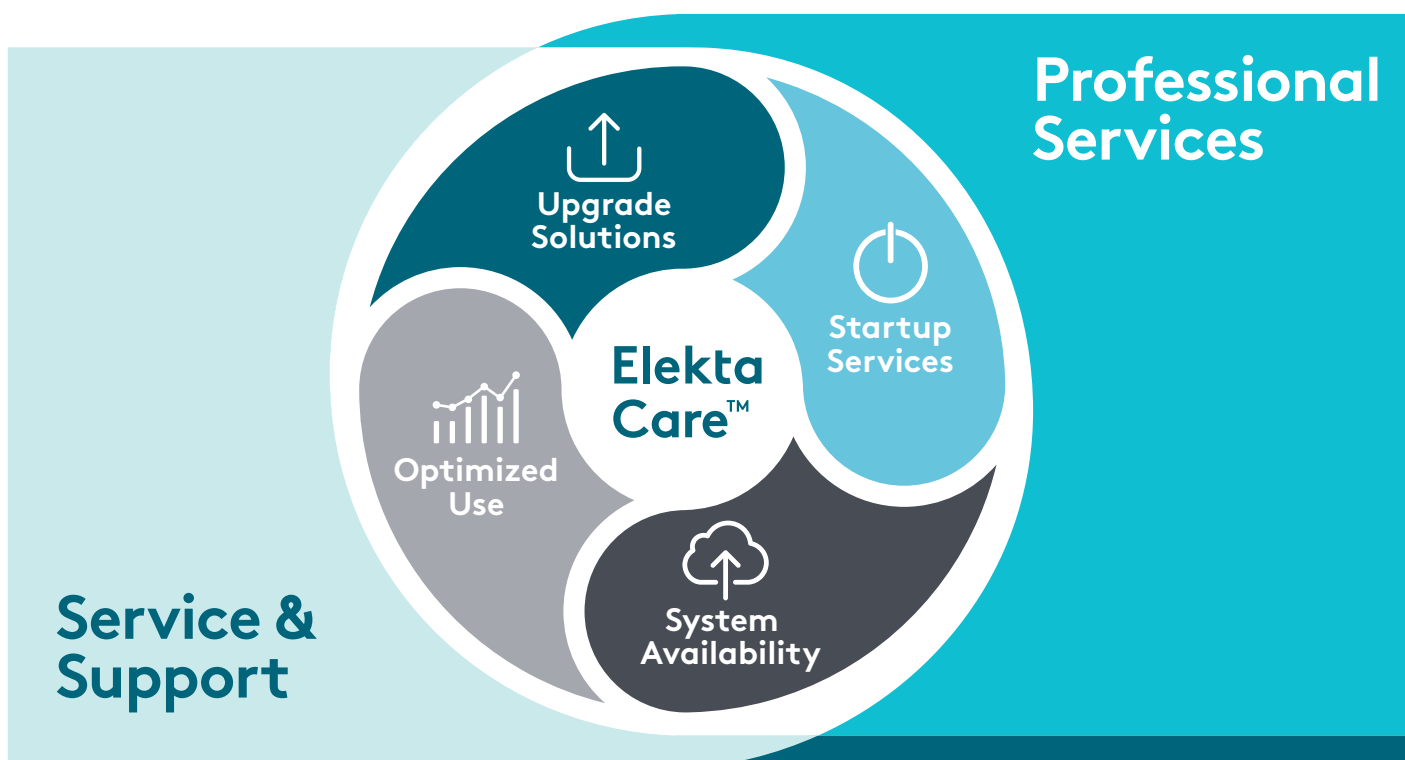 Professional
Services
Upgrade
Solutions
Startup
Services
Elekta
Care™
Optimized
Use
System
Availability
Service &
Support